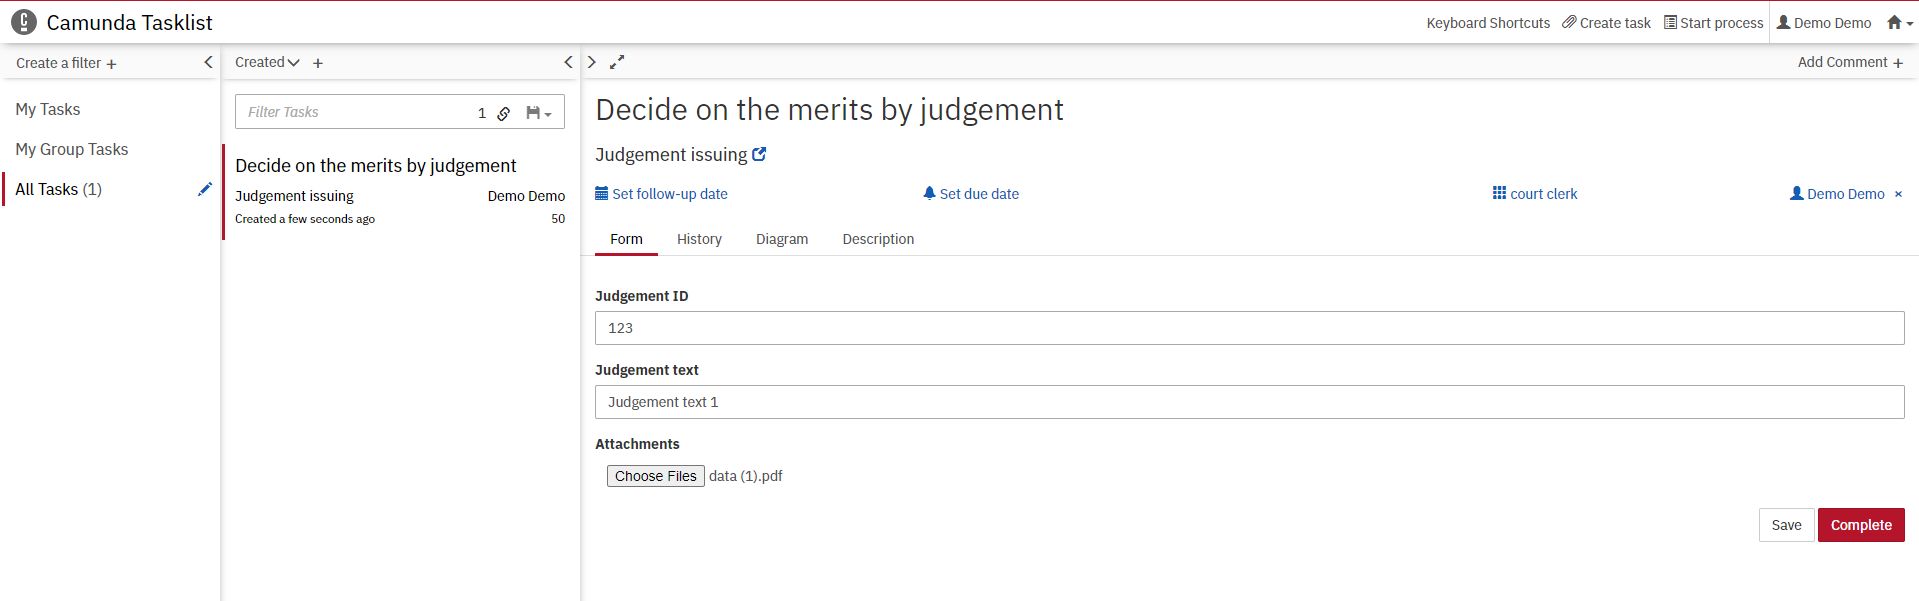 Camunda Tasklist
Keyboard Shortcuts Create task Start process Demo Demo
Create a filter +
My Tasks
My Group Tasks
All Tasks (1)
Created +
Filter Tasks 1
Decide on the merits by judgement
Judgement issuing Demo Demo
Created a few seconds ago 50
Add Comment +
Decide on the merits by judgement
Judgement issuing
Set follow-up date Set due date court clerk Demo Demo ×
Form History Diagram Description
Judgement ID
123
Judgement text
Judgement text 1
Attachments
Choose Files data (1).pdf
Save Complete